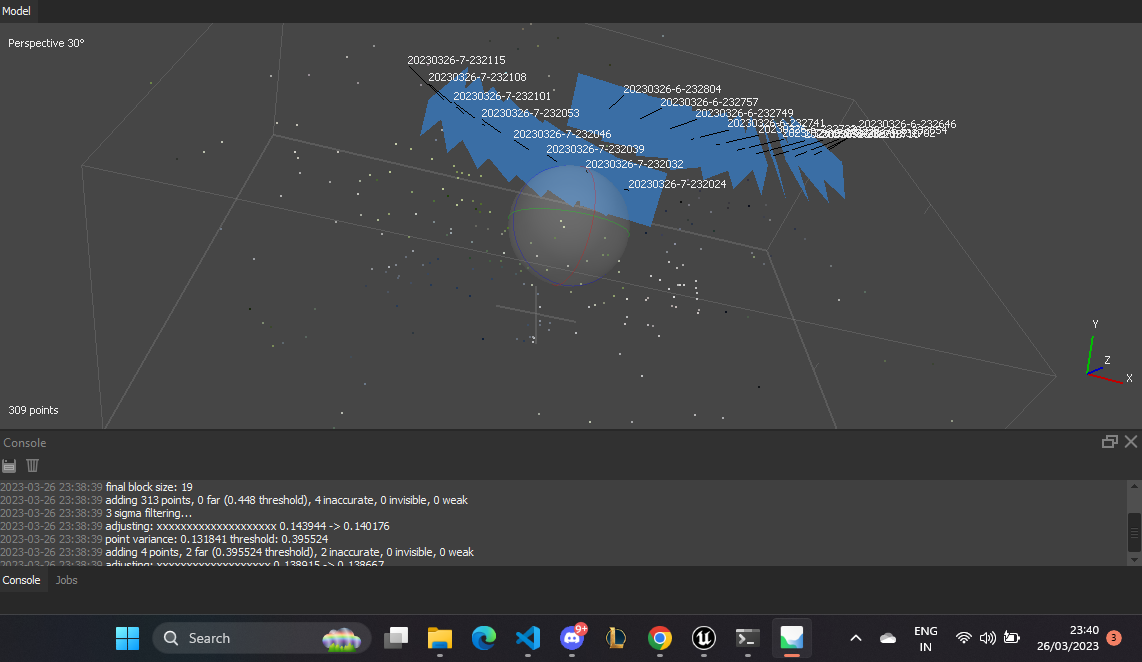 Model
Perspective 30°
20230326-7-232115
20230326-7-232108
20230326-7-232101
20230326-7-232053
20230326-7-232046
20230326-7-232039
20230326-7-232032
20230326-7-232024
20230326-6-232804
20230326-6-232757
20230326-6-232749
20230326-6-232741
20230326-6-232646
Y
Z
X
309 points
Console
2023-03-26 23:38:39 final block size: 19
2023-03-26 23:38:39 adding 313 points, 0 far (0.448 threshold), 4 inaccurate, 0 invisible, 0 weak
2023-03-26 23:38:39 3 sigma filtering...
2023-03-26 23:38:39 adjusting: xxxxxxxxxxxxxxxxxxxx 0.143944 -> 0.140176
2023-03-26 23:38:39 point variance: 0.131841 threshold: 0.395524
2023-03-26 23:38:39 adding 4 points, 2 far (0.395524 threshold), 2 inaccurate, 0 invisible, 0 weak
2023-03-26 23:38:39 adjusting: xxxxxxxxxxxxxxxxxxx 0.138915 -> 0.138667
Console Jobs
Search
9+
ENG
IN
23:40
26/03/2023
3